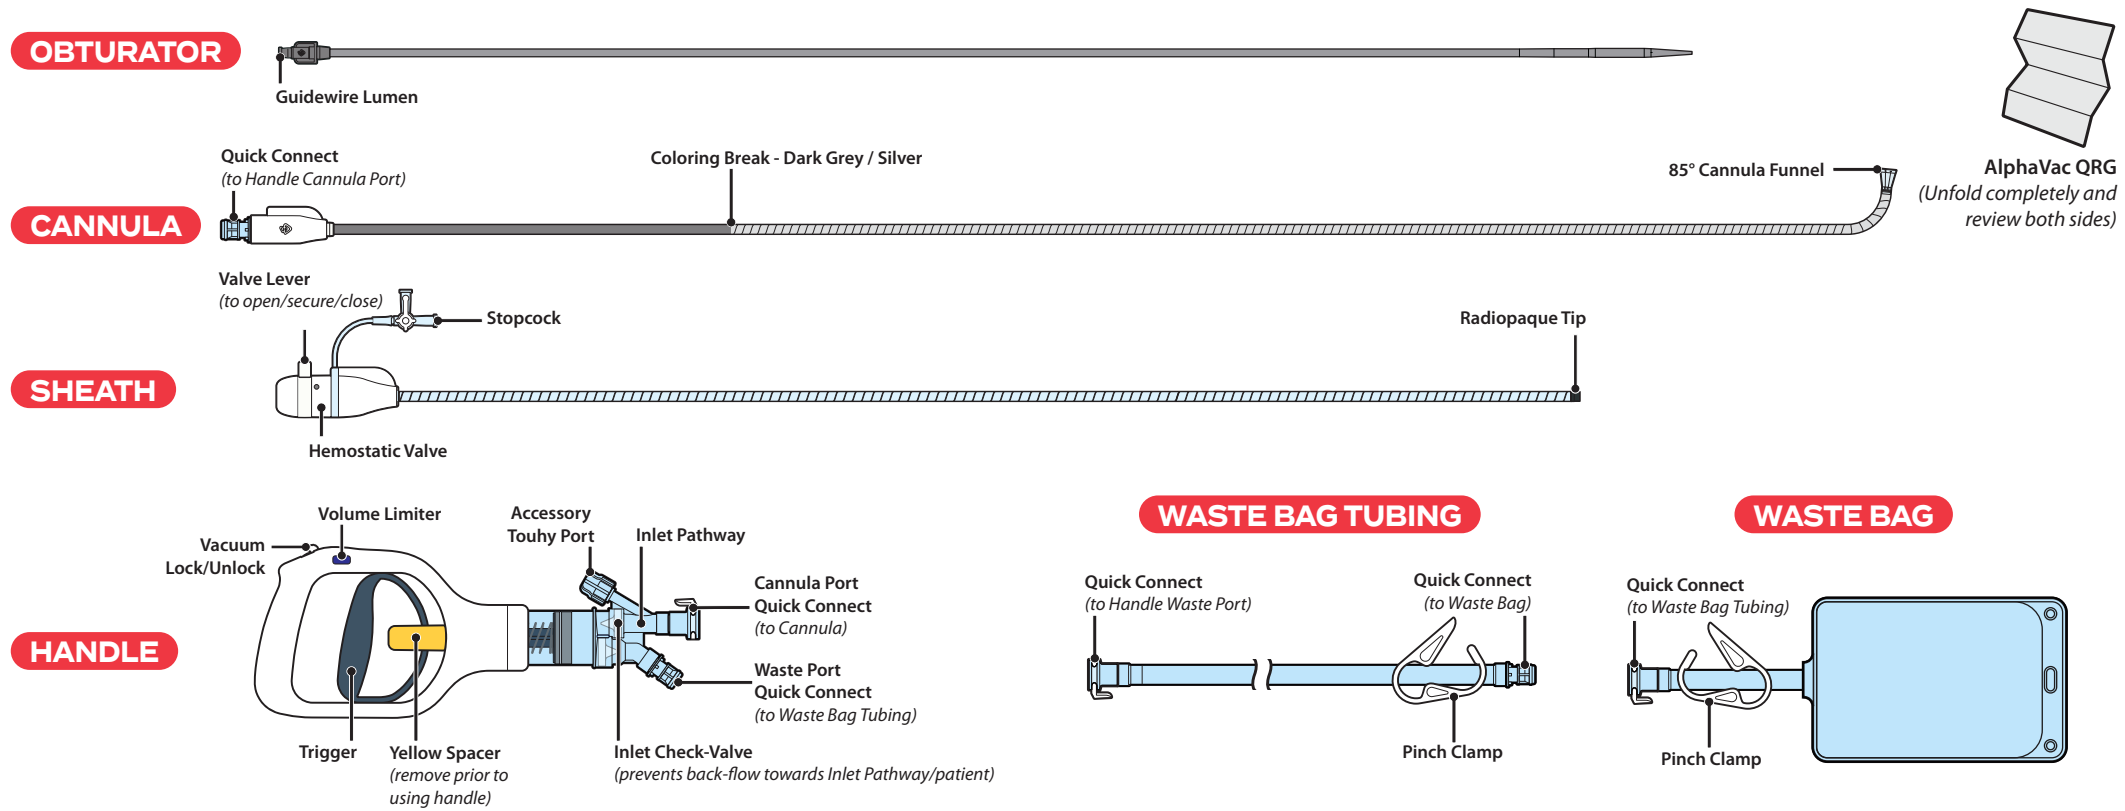 OBTURATOR
Guidewire Lumen
AlphaVac QRG
(Unfold completely and
review both sides)
Quick Connect
(to Handle Cannula Port)
Coloring Break - Dark Grey / Silver
85° Cannula Funnel
CANNULA
Valve Lever
(to open/secure/close)
Stopcock
Radiopaque Tip
SHEATH
Hemostatic Valve
Volume Limiter
Vacuum
Lock/Unlock
Accessory
Touhy Port
Inlet Pathway
Cannula Port
Quick Connect
(to Cannula)
HANDLE
Waste Port
Quick Connect
(to Waste Bag Tubing)
Trigger
Yellow Spacer
(remove prior to
using handle)
Inlet Check-Valve
(prevents back-flow towards Inlet Pathway/patient)
WASTE BAG TUBING
Quick Connect
(to Handle Waste Port)
Quick Connect
(to Waste Bag)
Pinch Clamp
WASTE BAG
Quick Connect
(to Waste Bag Tubing)
Pinch Clamp